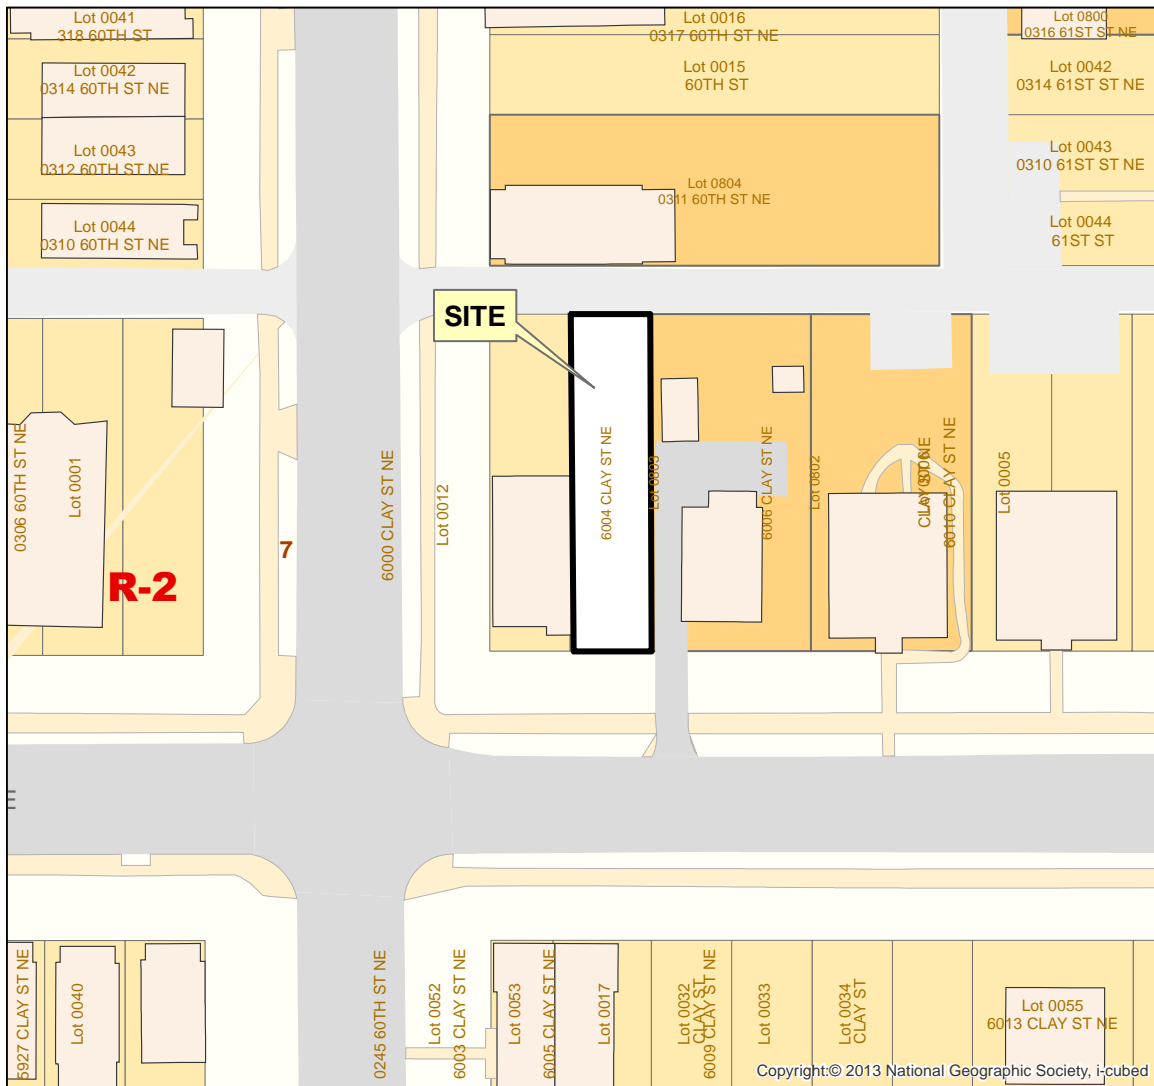 Lot 0041
318 60TH ST
Lot 0016
0317 60TH ST NE
Lot 0800
0316 61ST ST NE
Lot 0042
0314 60TH ST NE
Lot 0015
60TH ST
Lot 0042
0314 61ST ST NE
Lot 0043
0312 60TH ST NE
Lot 0804
0311 60TH ST NE
Lot 0043
0310 61ST ST NE
Lot 0044
0310 60TH ST NE
Lot 0044
61ST ST
SITE
0306 60TH ST NE
Lot 0001
R-2
7
6000 CLAY ST NE
Lot 0012
6004 CLAY ST NE
Lot 0803
6006 CLAY ST NE
Lot 0802
CLAY ST NE
6010 CLAY ST NE
Lot 0005
5927 CLAY ST NE
Lot 0040
0245 60TH ST NE
Lot 0052
6003 CLAY ST NE
Lot 0053
6005 CLAY ST NE
Lot 0017
Lot 0032
CLAY ST
6009 CLAY ST NE
Lot 0033
Lot 0034
CLAY ST
Lot 0055
6013 CLAY ST NE
Copyright:© 2013 National Geographic Society, i-cubed